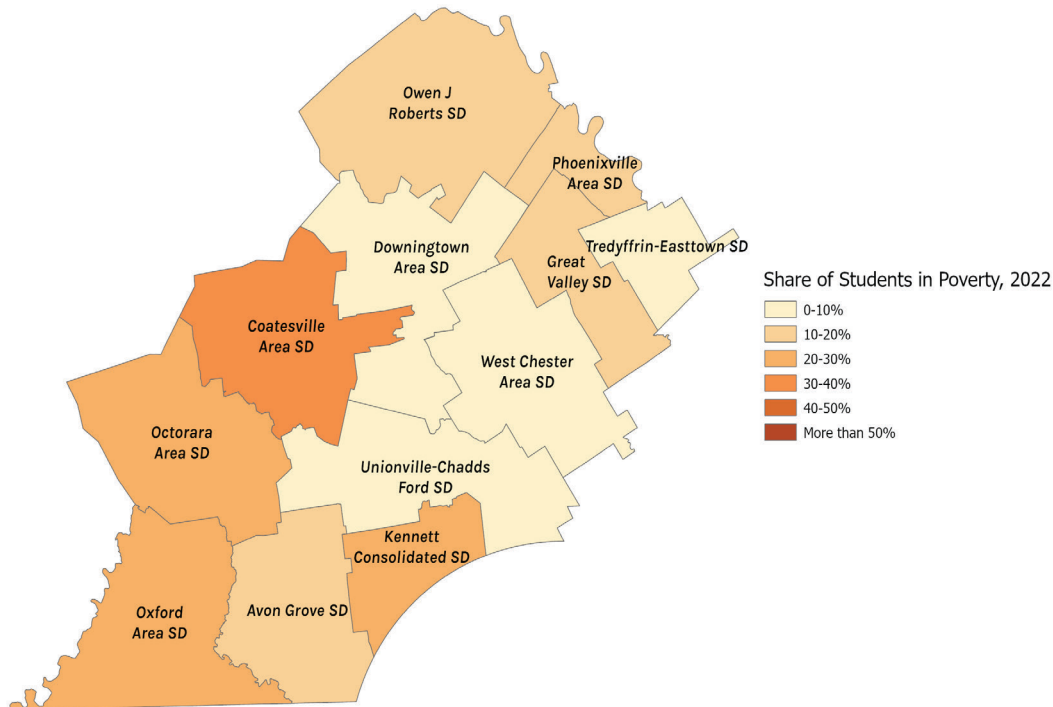 Owen J
Roberts SD
Phoenixville
Area SD
Downingtown
Area SD
Tredyffrin-Easttown SD
Great
Valley SD
Share of Students in Poverty, 2022
0-10%
10-20%
20-30%
30-40%
40-50%
More than 50%
Coatesville
Area SD
West Chester
Area SD
Octorara
Area SD
Unionville-Chadds
Ford SD
Kennett
Consolidated SD
Oxford
Area SD
Avon Grove SD